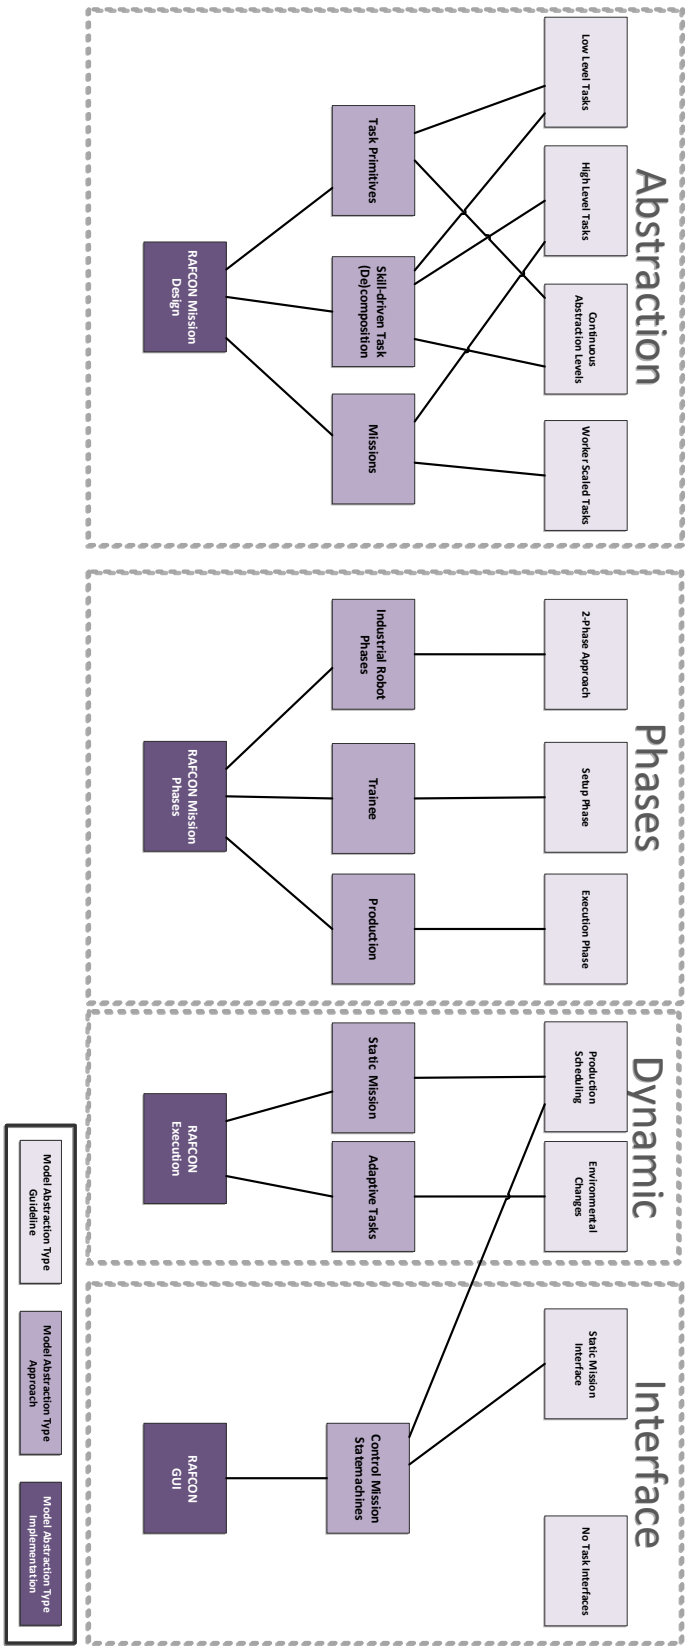 Abstraction
Low Level Tasks
High Level Tasks
Continuous
Abstraction Levels
Worker Scaled Tasks
Task Primitives
Skill-driven Task
(De)composition
Missions
RAFCON Mission
Design
Phases
2-Phase Approach
Setup Phase
Execution Phase
Industrial Robot
Phases
Trainee
Production
RAFCON Mission
Phases
Dynamic
Production
Scheduling
Environmental
Changes
Static Mission
Adaptive Tasks
RAFCON
Execution
Interface
Static Mission
Interface
No Task Interfaces
Control Mission
Statemachines
RAFCON
GUI
Model Abstraction Type
Guideline
Model Abstraction Type
Approach
Model Abstraction Type
Implementation